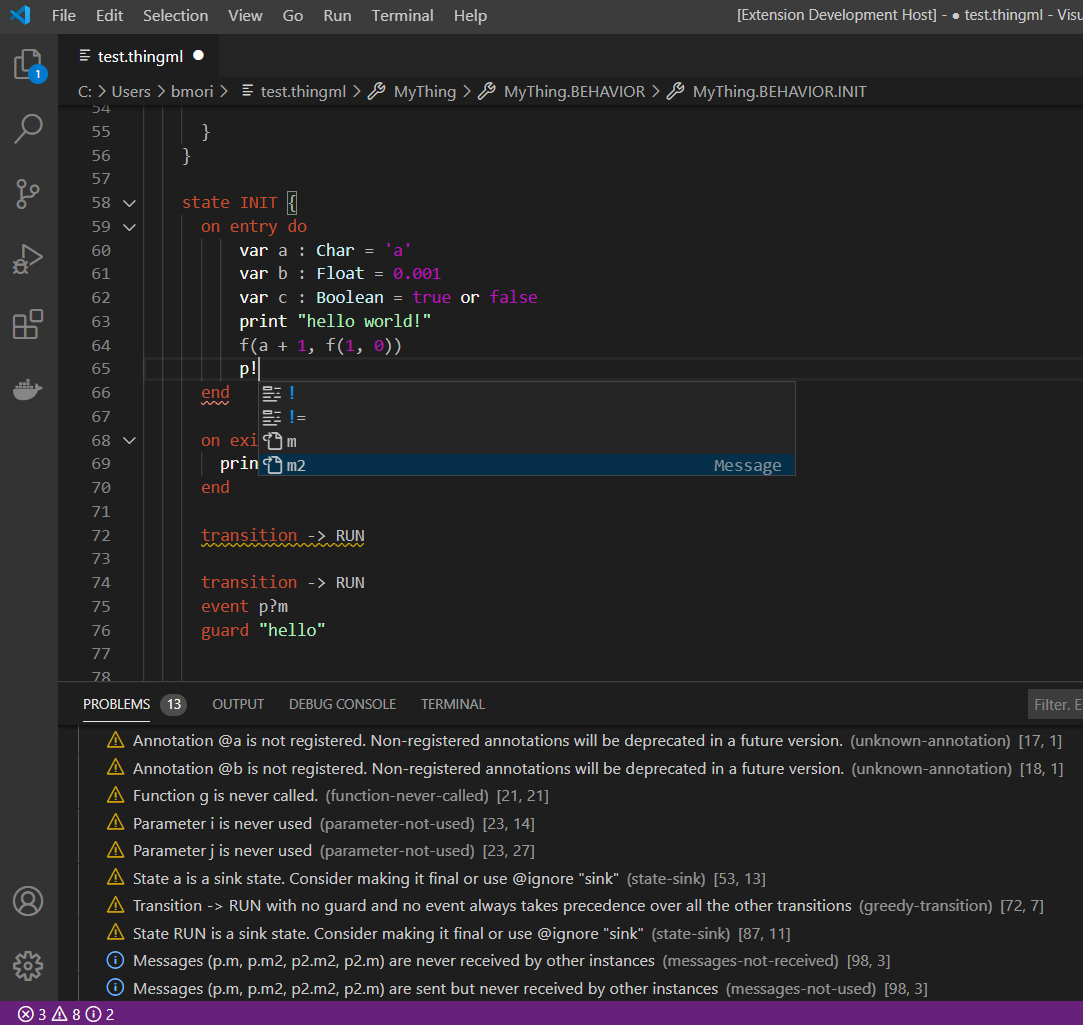 File Edit Selection View Go Run Terminal Help [Extension Development Host] - ● test.thingml - Visu
1
test.thingml ●
C: > Users > bmori > test.thingml > MyThing > MyThing.BEHAVIOR > MyThing.BEHAVIOR.INIT
54
55 }
56 }
57
58 state INIT {
59 on entry do
60 var a : Char = 'a'
61 var b : Float = 0.001
62 var c : Boolean = true or false
63 print "hello world!"
64 f(a + 1, f(1, 0))
65 p!
66 end !
67 !=
68 on exi m
69 prin m2 Message
70 end
71
72 transition -> RUN
73
74 transition -> RUN
75 event p?m
76 guard "hello"
77
78
PROBLEMS 13 OUTPUT DEBUG CONSOLE TERMINAL Filter. E
Annotation @a is not registered. Non-registered annotations will be deprecated in a future version. (unknown-annotation) [17, 1]
Annotation @b is not registered. Non-registered annotations will be deprecated in a future version. (unknown-annotation) [18, 1]
Function g is never called. (function-never-called) [21, 21]
Parameter i is never used (parameter-not-used) [23, 14]
Parameter j is never used (parameter-not-used) [23, 27]
State a is a sink state. Consider making it final or use @ignore "sink" (state-sink) [53, 13]
Transition -> RUN with no guard and no event always takes precedence over all the other transitions (greedy-transition) [72, 7]
State RUN is a sink state. Consider making it final or use @ignore "sink" (state-sink) [87, 11]
Messages (p.m, p.m2, p2.m2, p2.m) are never received by other instances (messages-not-received) [98, 3]
Messages (p.m, p.m2, p2.m2, p2.m) are sent but never received by other instances (messages-not-used) [98, 3]
3 8 2